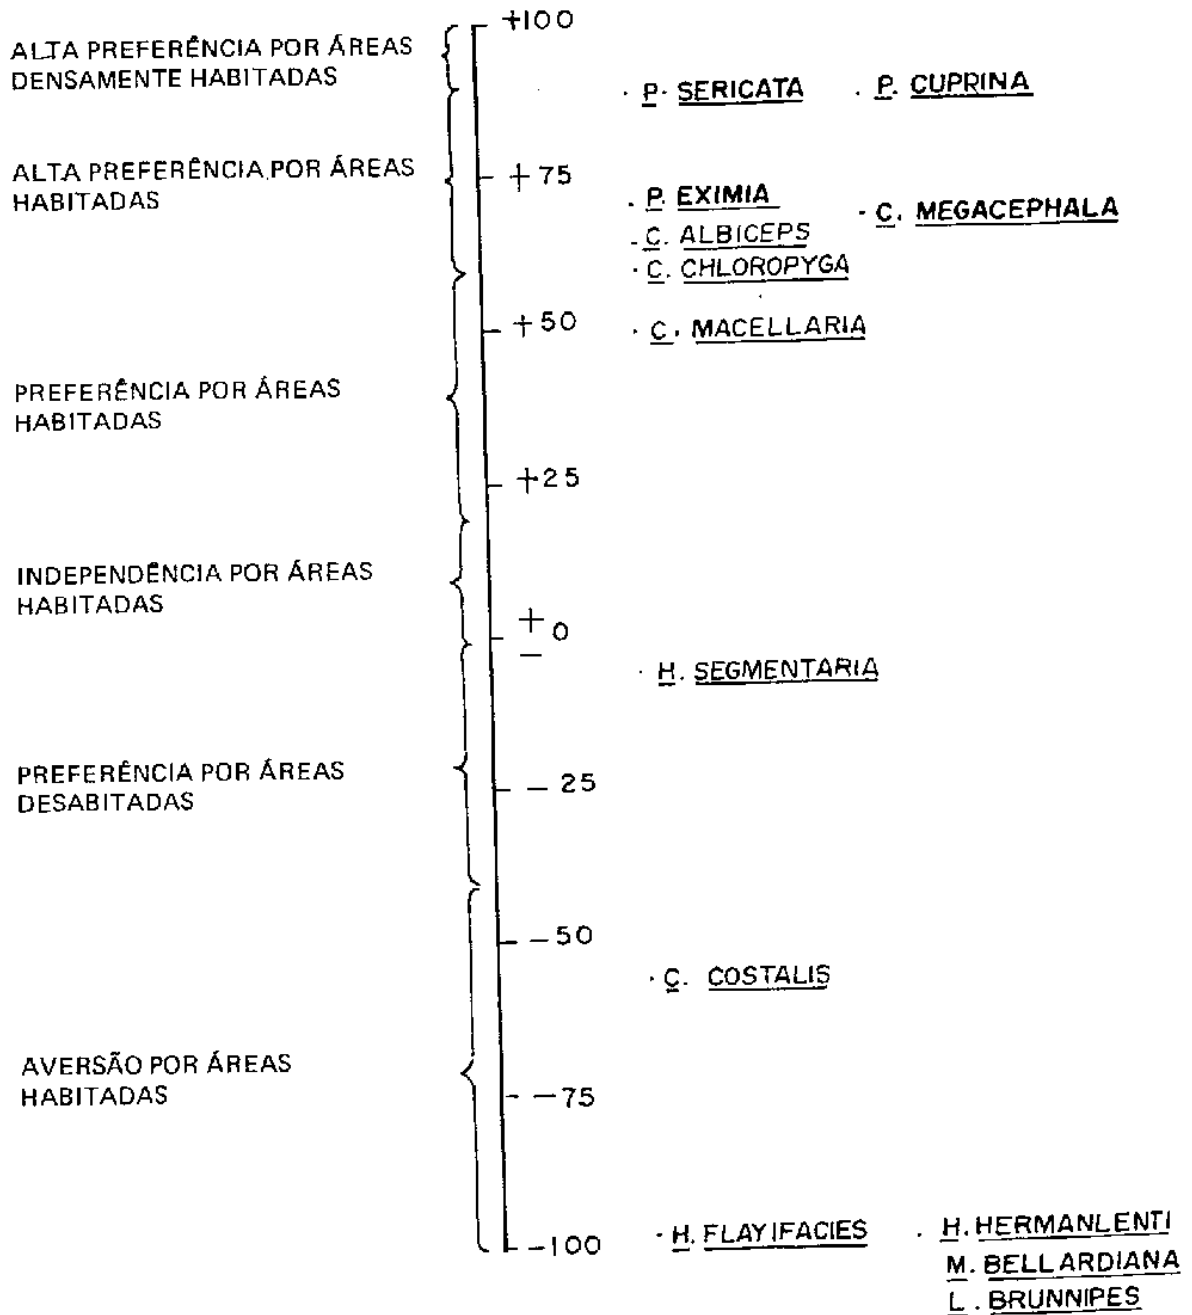 ALTA PREFERÊNCIA POR ÁREAS
DENSAMENTE HABITADAS
ALTA PREFERÊNCIA POR ÁREAS
HABITADAS
PREFERÊNCIA POR ÁREAS
HABITADAS
INDEPENDÊNCIA POR ÁREAS
HABITADAS
PREFERÊNCIA POR ÁREAS
DESABITADAS
AVERSÃO POR ÁREAS
HABITADAS
+100
+75
+50
+25
± 0
-25
-50
-75
-100
· P. SERICATA · P. CUPRINA
· P. EXIMIA · C. MEGACEPHALA
· C. ALBICEPS
· C. CHLOROPYGA
· C. MACELLARIA
· H. SEGMENTARIA
· C. COSTALIS
· H. FLAYIFACIES · H. HERMANLENTI
M. BELLARDIANA
L. BRUNNIPES